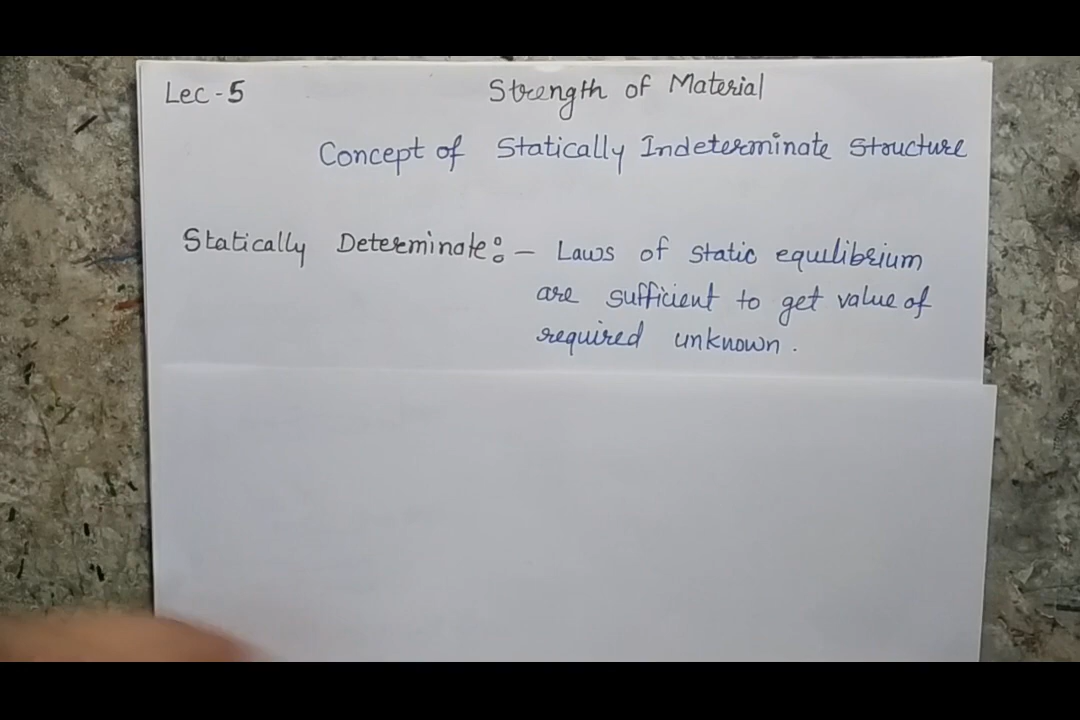 Lec - 5
Strength of Material
Concept of Statically Indeterminate Structure
Statically Determinate:- Laws of static equilibrium
are sufficient to get value of
required unknown.